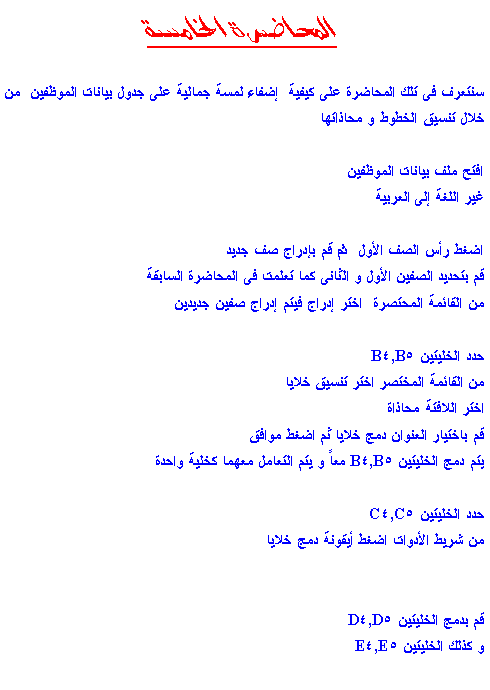 المحاضرة الخامسة
سنتعرف فى تلك المحاضرة على كيفية إضفاء لمسة جمالية على جدول بيانات الموظفين من
خلال تنسيق الخطوط و محاذاتها
افتح ملف بيانات الموظفين
غير اللغة إلى العربية
اضغط رأس الصف الأول ثم قم بإدراج صف جديد
قم بتحديد الصفين الأول و الثانى كما تعلمت فى المحاضرة السابقة
من القائمة المختصرة اختر إدراج فيتم إدراج صفين جديدين
حدد الخليتين B٤,B٥
من القائمة المختصر اختر تنسيق خلايا
اختر اللافتة محاذاة
قم باختيار العنوان دمج خلايا ثم اضغط موافق
يتم دمج الخليتين B٤,B٥ معاً و يتم التعامل معهما كخلية واحدة
حدد الخليتين C٤,C٥
من شريط الأدوات اضغط أيقونة دمج خلايا
قم بدمج الخليتين D٤,D٥
و كذلك الخليتين E٤,E٥